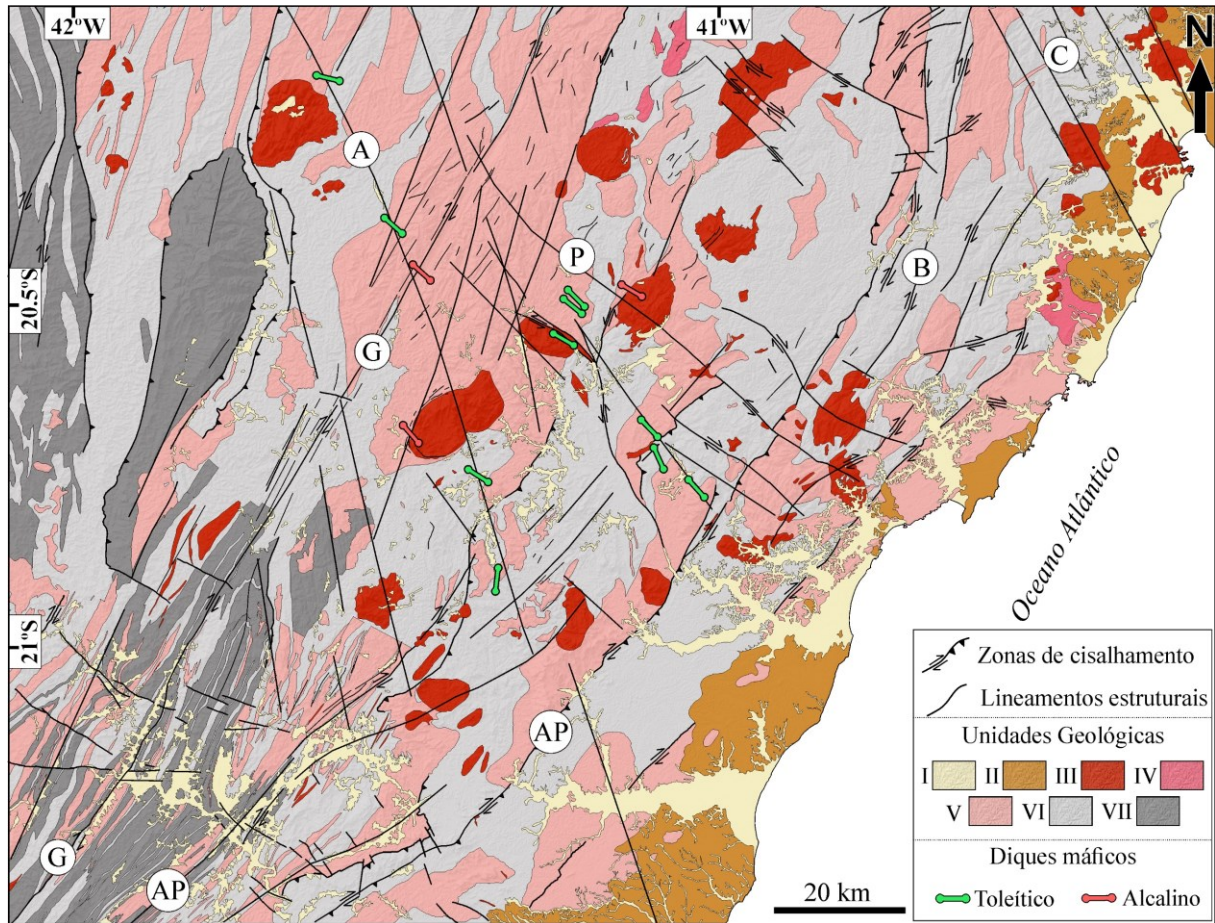 42ºW
41ºW
N
C
A
P
B
20.5ºS
G
Oceano Atlântico
21ºS
AP
G
AP
Zonas de cisalhamento
Lineamentos estruturais
Unidades Geológicas
I II III IV
V VI VII
Diques máficos
Toleítico Alcalino
20 km